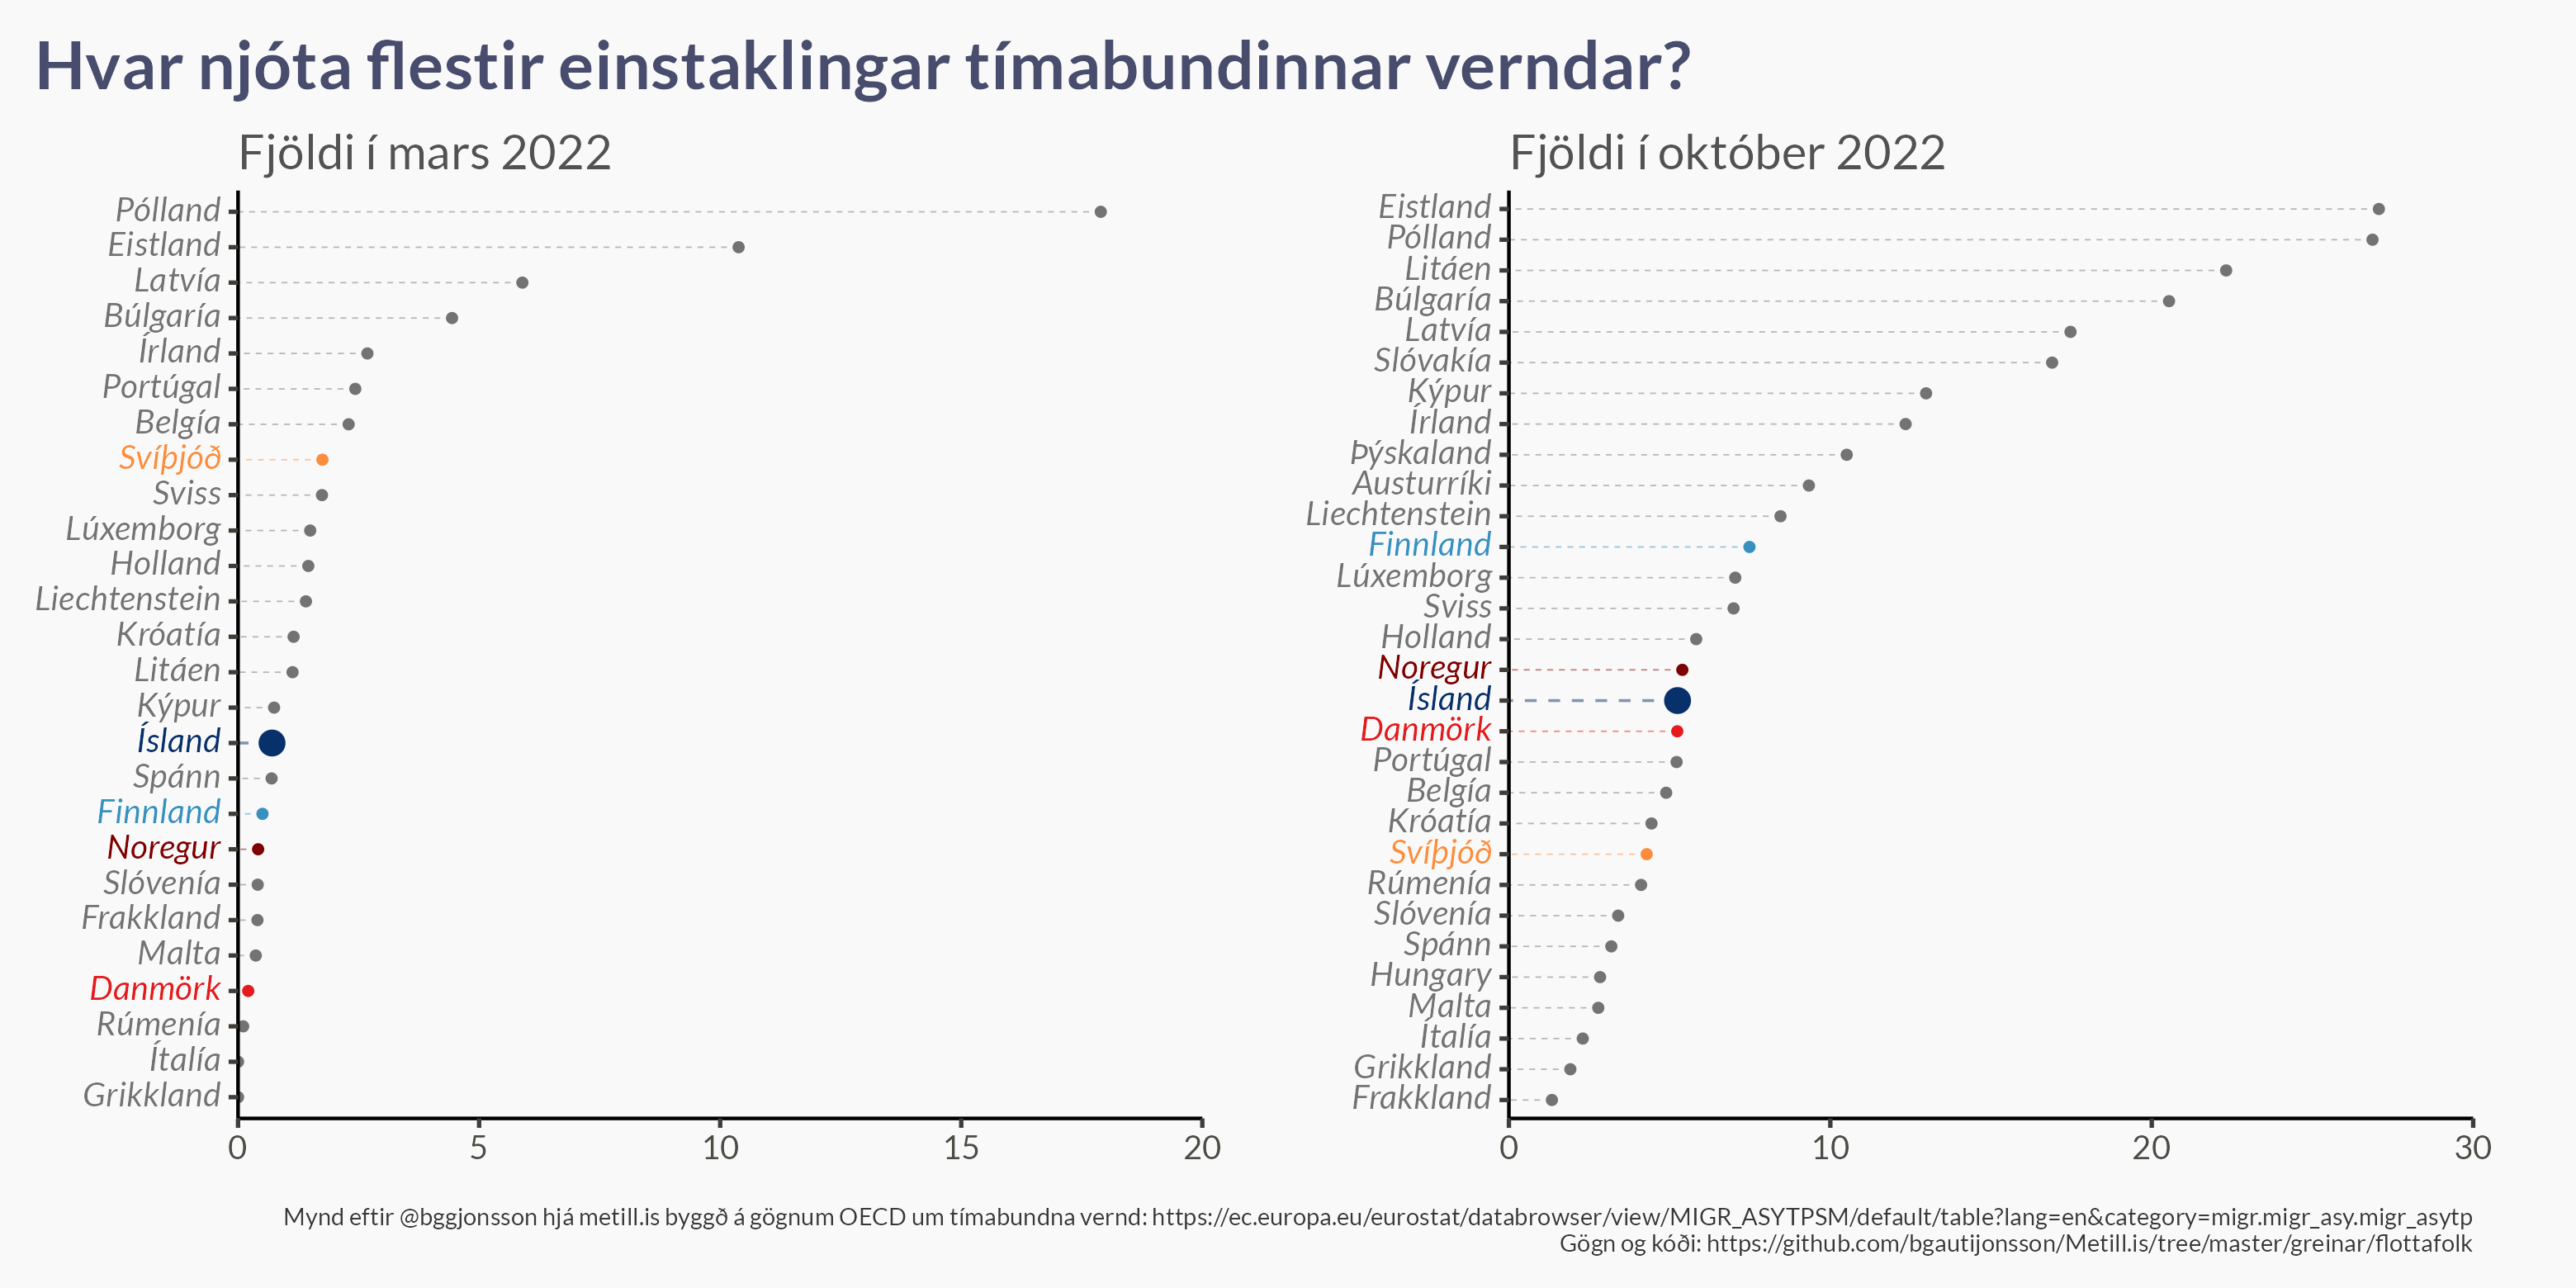 Hvar njóta flestir einstaklingar tímabundinnar verndar?
Fjöldi í mars 2022
Pólland
Eistland
Latvía
Búlgaría
Írland
Portúgal
Belgía
Svíþjóð
Sviss
Lúxemborg
Holland
Liechtenstein
Króatía
Litáen
Kýpur
Ísland
Spánn
Finnland
Noregur
Slóvenía
Frakkland
Malta
Danmörk
Rúmenía
Ítalía
Grikkland
0 5 10 15 20
Fjöldi í október 2022
Eistland
Pólland
Litáen
Búlgaría
Latvía
Slóvakía
Kýpur
Írland
Þýskaland
Austurríki
Liechtenstein
Finnland
Lúxemborg
Sviss
Holland
Noregur
Ísland
Danmörk
Portúgal
Belgía
Króatía
Svíþjóð
Rúmenía
Slóvenía
Spánn
Hungary
Malta
Ítalía
Grikkland
Frakkland
0 10 20 30
Mynd eftir @bggjonsson hjá metill.is byggð á gögnum OECD um tímabundna vernd: https://ec.europa.eu/eurostat/databrowser/view/MIGR_ASYTPSM/default/table?lang=en&category=migr.migr_asy.migr_asytp
Gögn og kóði: https://github.com/bgautijonsson/Metill.is/tree/master/greinar/flottafolk